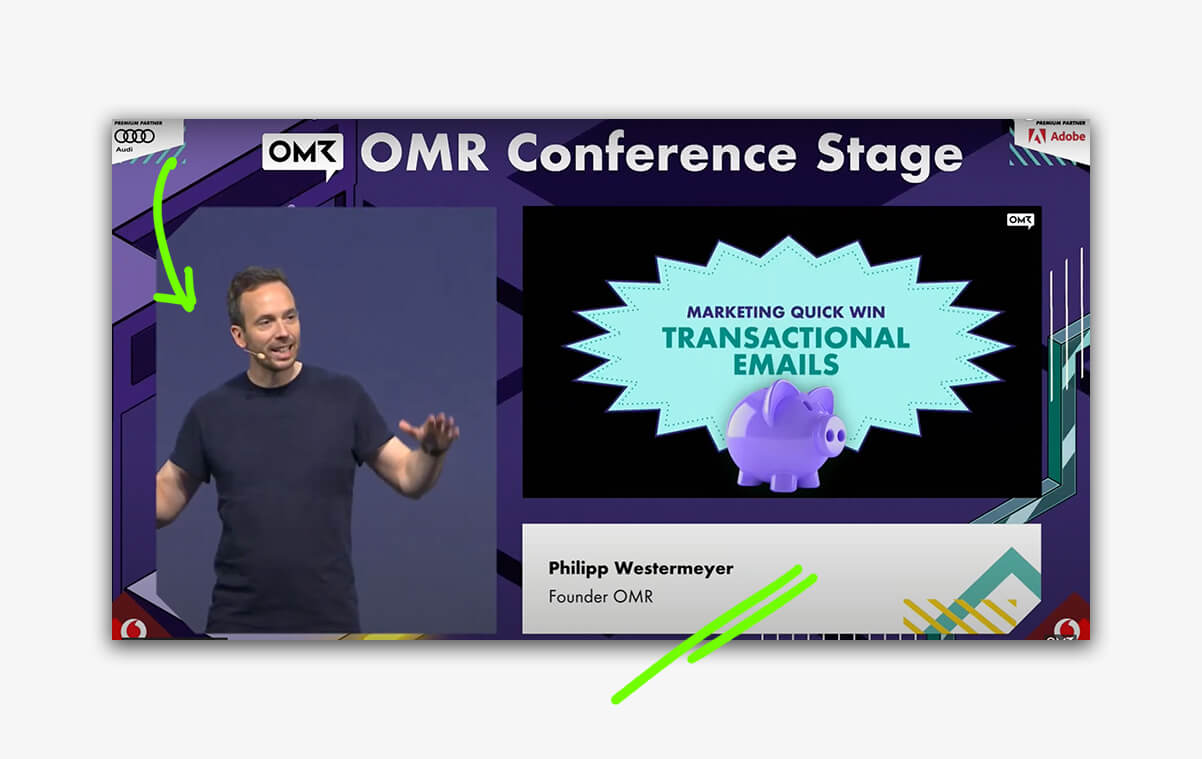 PREMIUM PARTNER
Audi
OMR OMR Conference Stage
PREMIUM PARTNER
Adobe
OMR
MARKETING QUICK WIN
TRANSACTIONAL
EMAILS
Philipp Westermeyer
Founder OMR